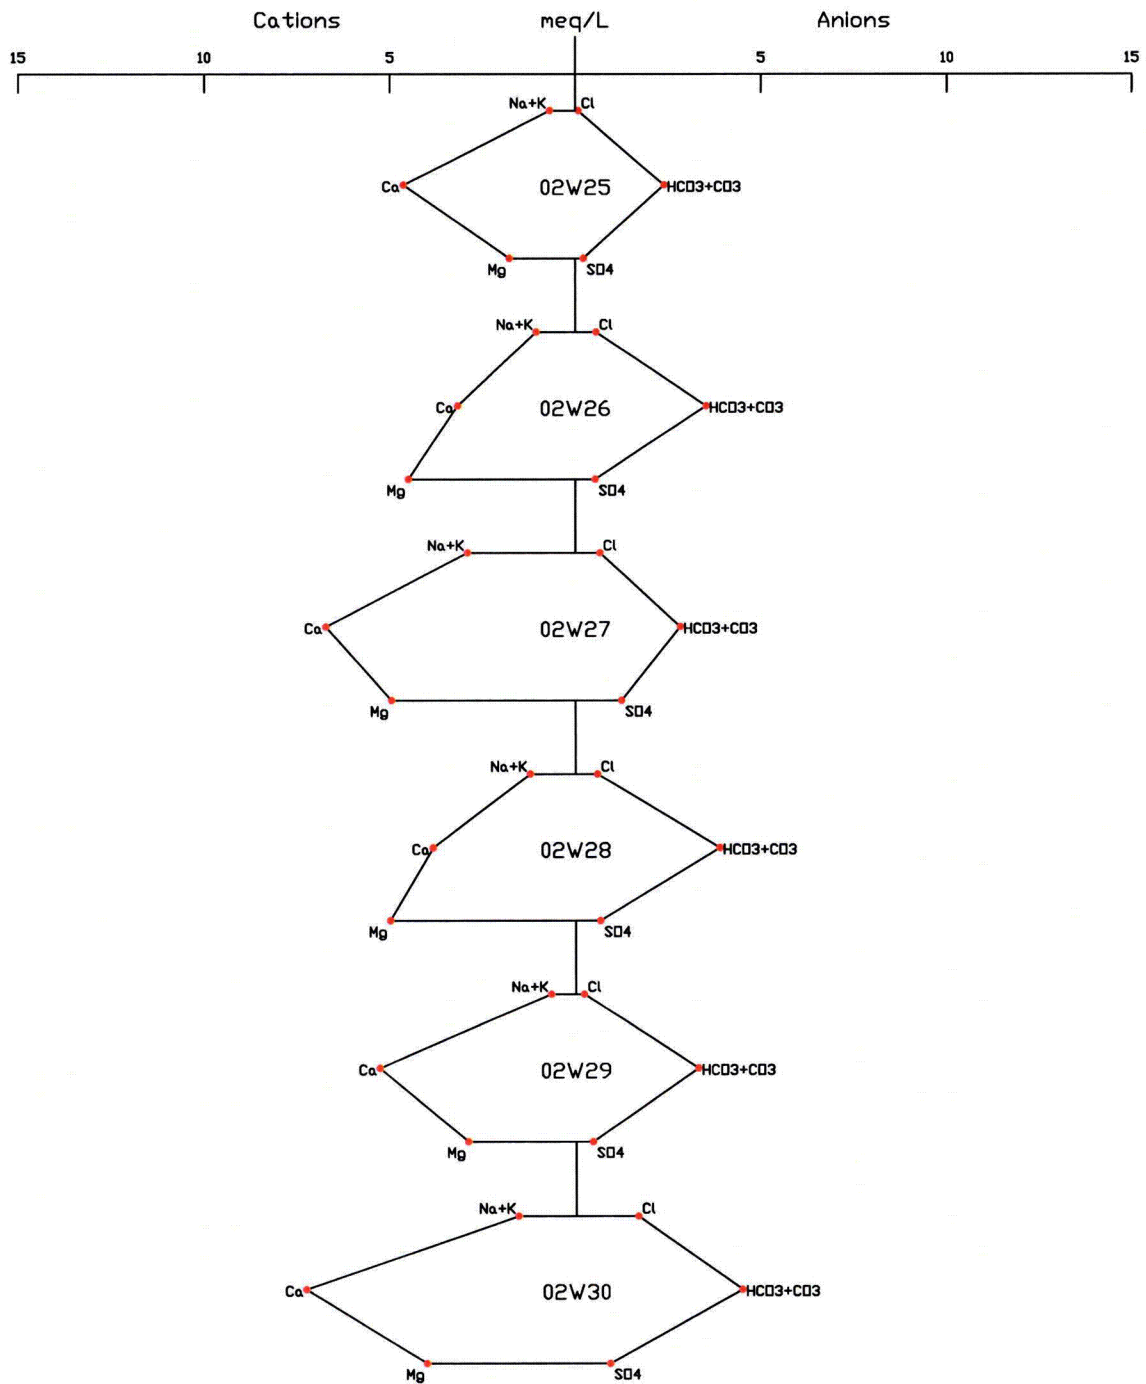 Cations meq/L Anions
15 10 5 5 10 15
Na+K Cl
Ca 02W25 HCO3+CO3
Mg SO4
Na+K Cl
Ca 02W26 HCO3+CO3
Mg SO4
Na+K Cl
Ca 02W27 HCO3+CO3
Mg SO4
Na+K Cl
Ca 02W28 HCO3+CO3
Mg SO4
Na+K Cl
Ca 02W29 HCO3+CO3
Mg SO4
Na+K Cl
Ca 02W30 HCO3+CO3
Mg SO4